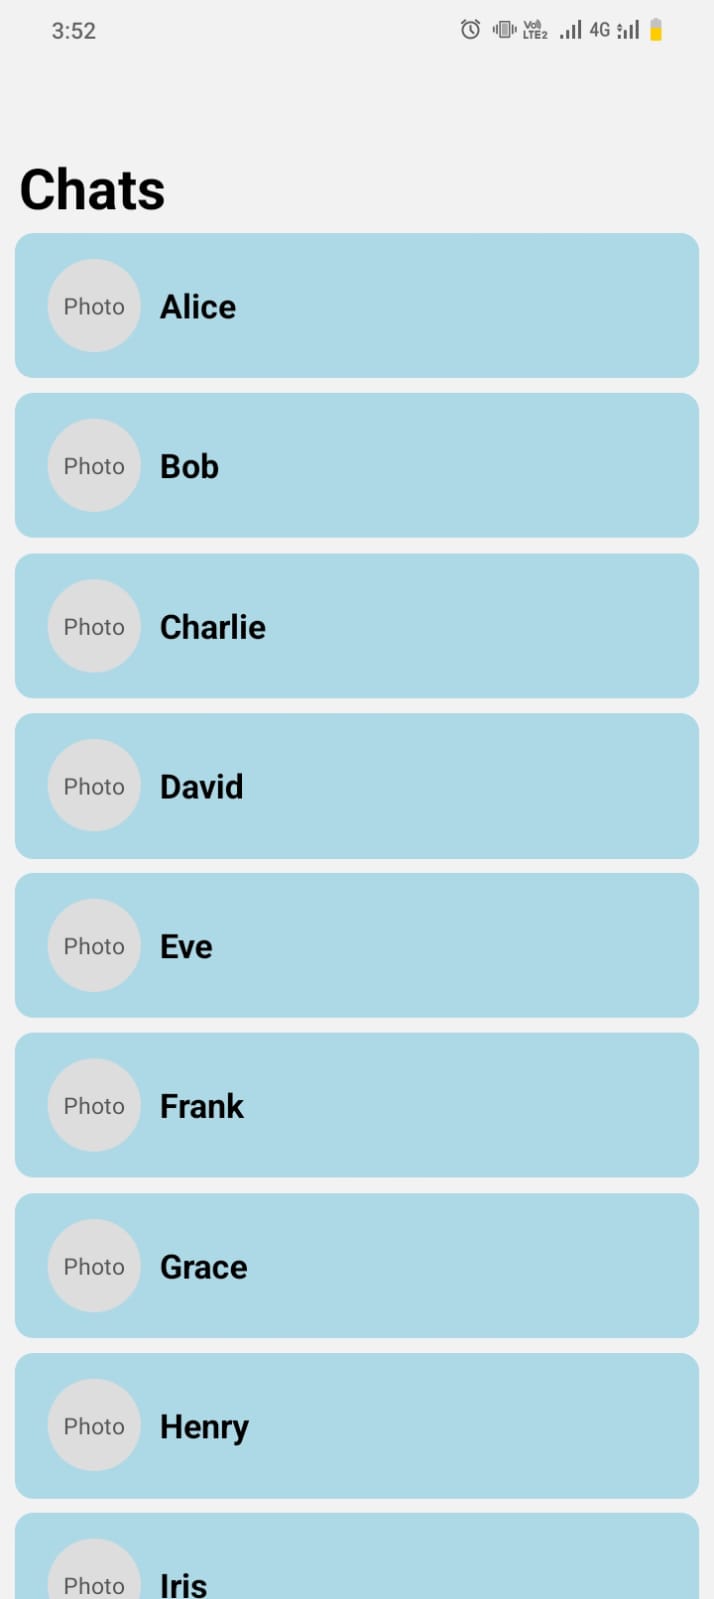 3:52 Vo) LTE2 4G
Chats
Photo Alice
Photo Bob
Photo Charlie
Photo David
Photo Eve
Photo Frank
Photo Grace
Photo Henry
Photo Iris